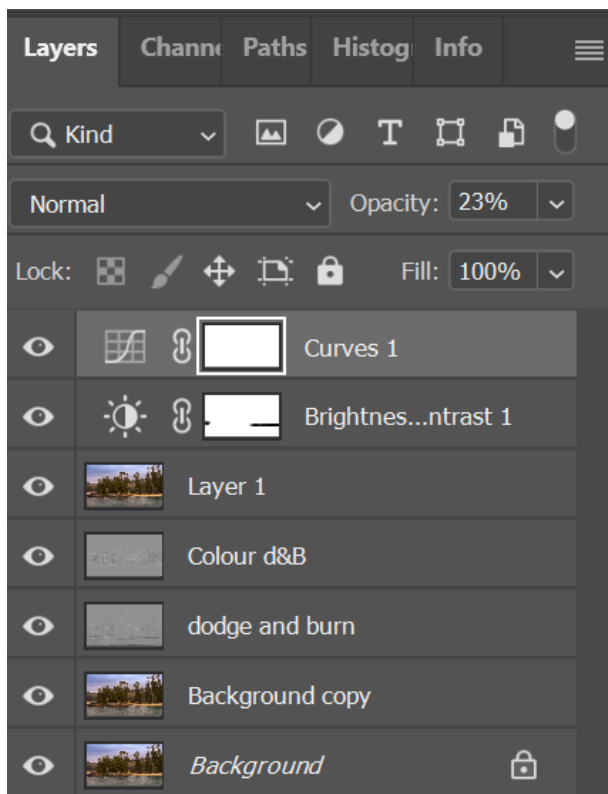 Layers Channe Paths Histog Info
Kind
Normal Opacity: 23%
Lock: Fill: 100%
Curves 1
Brightnes...ntrast 1
Layer 1
Colour d&B
dodge and burn
Background copy
Background